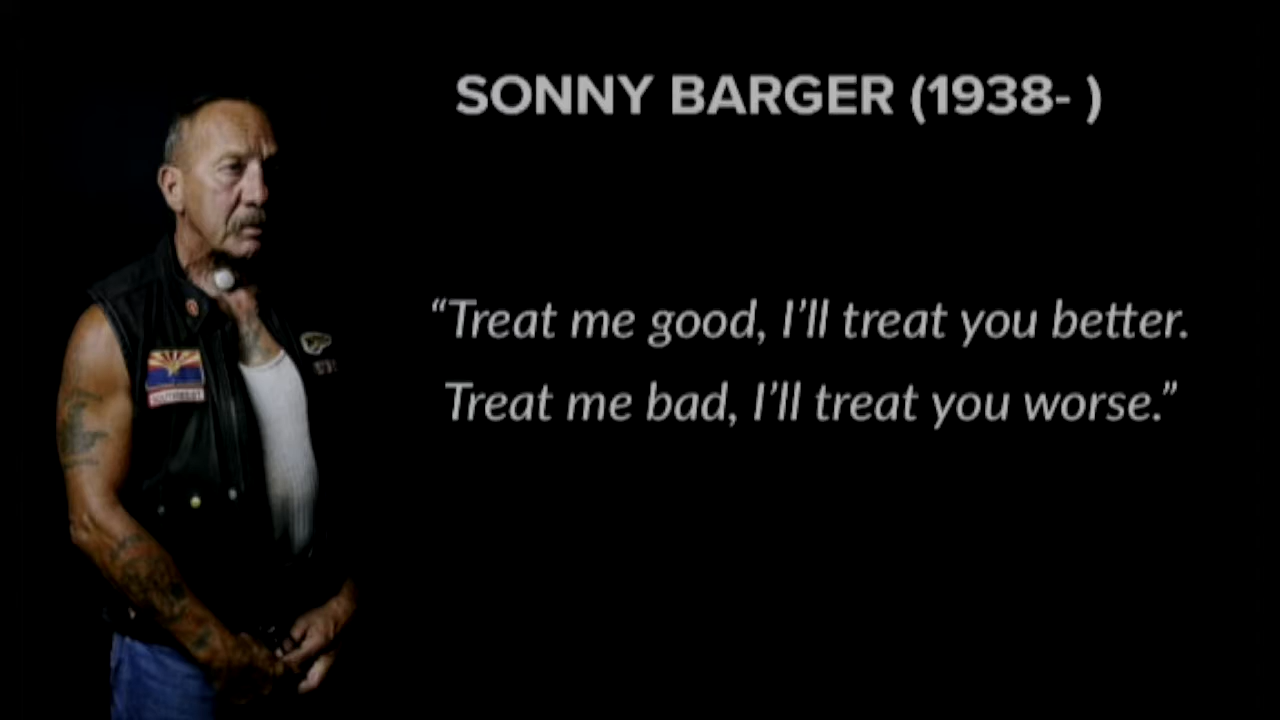 SONNY BARGER (1938- )
“Treat me good, I’ll treat you better.
Treat me bad, I’ll treat you worse.”